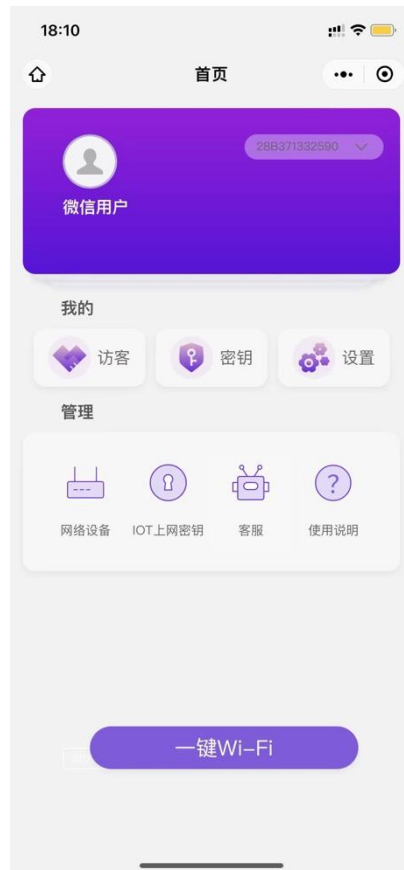 18:10
首页
28B371332590
微信用户
我的
访客
密钥
设置
管理
网络设备
IOT上网密钥
客服
使用说明
一键Wi-Fi